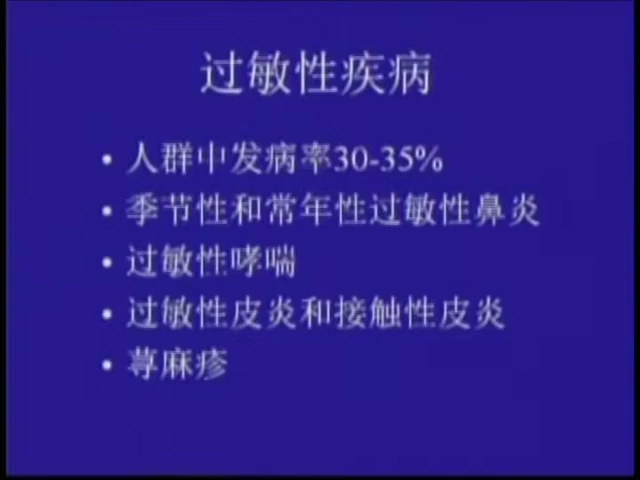 过敏性疾病
• 人群中发病率30-35%
• 季节性和常年性过敏性鼻炎
• 过敏性哮喘
• 过敏性皮炎和接触性皮炎
• 荨麻疹